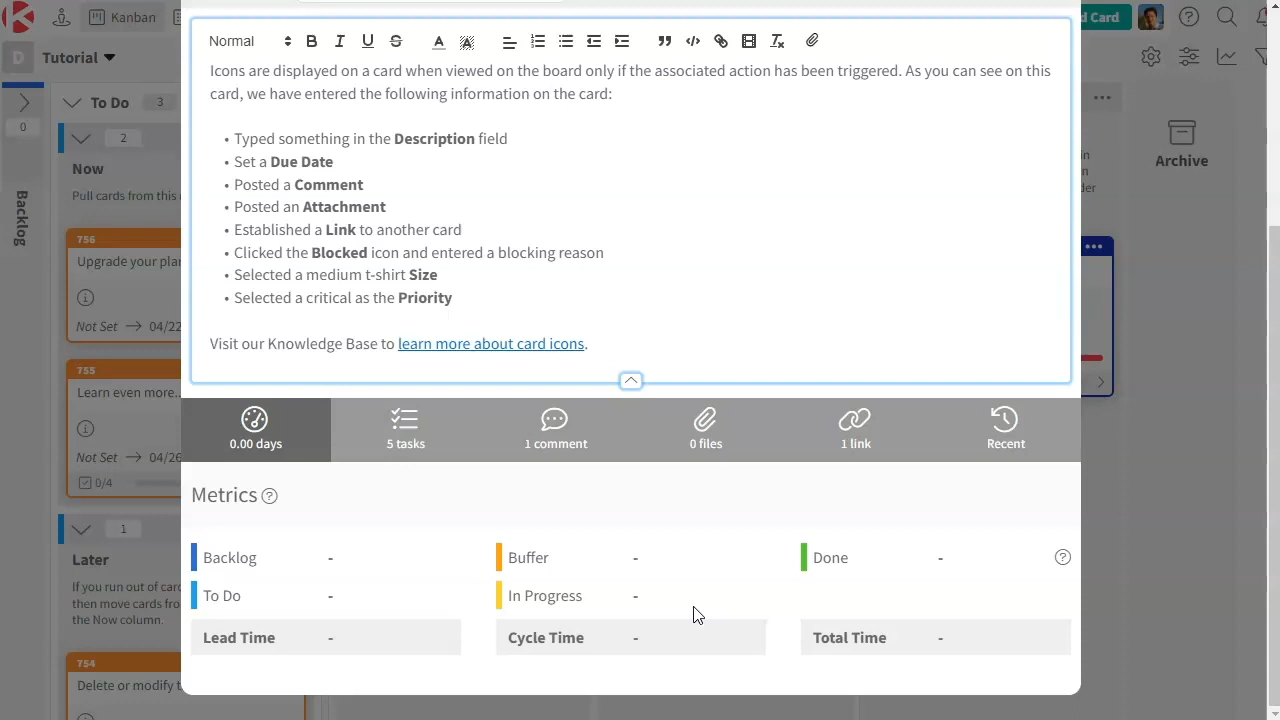 Kanban
d Card
D
Tutorial
Normal
Icons are displayed on a card when viewed on the board only if the associated action has been triggered. As you can see on this
card, we have entered the following information on the card:
• Typed something in the Description field
• Set a Due Date
• Posted a Comment
• Posted an Attachment
• Established a Link to another card
• Clicked the Blocked icon and entered a blocking reason
• Selected a medium t-shirt Size
• Selected a critical as the Priority
Visit our Knowledge Base to learn more about card icons.
0.00 days
5 tasks
1 comment
0 files
1 link
Recent
Metrics
Backlog -
Buffer -
Done -
To Do -
In Progress -
Lead Time -
Cycle Time -
Total Time -
0
Backlog
To Do 3
2
Now
Pull cards from this
756
Upgrade your plan
Not Set → 04/22
755
Learn even more..
Not Set → 04/26
0/4
1
Later
If you run out of card
then move cards fro
the Now column.
754
Delete or modify t
in
n
der
Archive